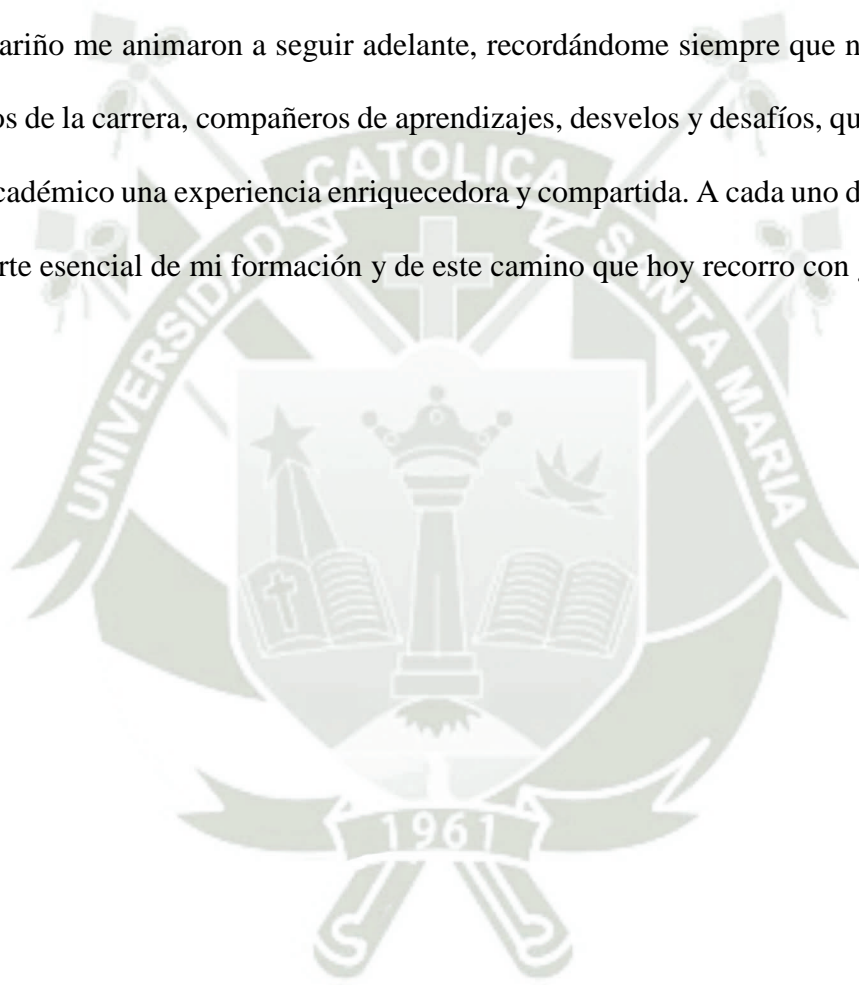 ariño me animaron a seguir adelante, recordándome siempre que n
os de la carrera, compañeros de aprendizajes, desvelos y desafíos, qu
cadémico una experiencia enriquecedora y compartida. A cada uno d
rte esencial de mi formación y de este camino que hoy recorro con
UNIVERSIDAD CATOLICA SANTA MARIA
1961